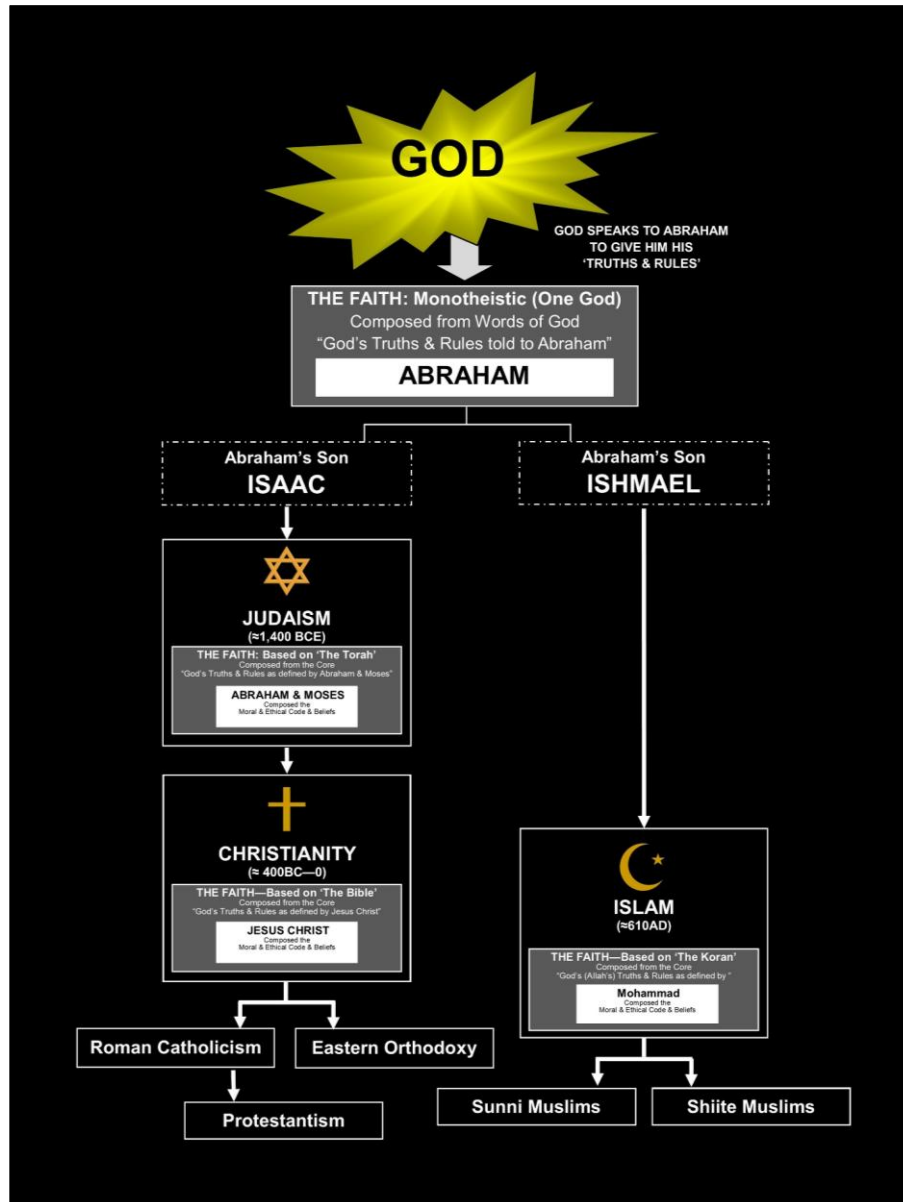 GOD
GOD SPEAKS TO ABRAHAM
TO GIVE HIM HIS
‘TRUTHS & RULES’
THE FAITH: Monotheistic (One God)
Composed from Words of God
“God’s Truths & Rules told to Abraham”
ABRAHAM
Abraham’s Son
ISAAC
Abraham’s Son
ISHMAEL
JUDAISM
(≈1,400 BCE)
THE FAITH: Based on ‘The Torah’
Composed from the Core
“God’s Truths & Rules as defined by Abraham & Moses”
ABRAHAM & MOSES
Composed the
Moral & Ethical Code & Beliefs
CHRISTIANITY
(≈ 400BC—0)
THE FAITH—Based on ‘The Bible’
Composed from the Core
“God’s Truths & Rules as defined by Jesus Christ”
JESUS CHRIST
Composed the
Moral & Ethical Code & Beliefs
ISLAM
(≈610AD)
THE FAITH—Based on ‘The Koran’
Composed from the Core
“God’s (Allah’s) Truths & Rules as defined by ”
Mohammad
Composed the
Moral & Ethical Code & Beliefs
Roman Catholicism
Eastern Orthodoxy
Protestantism
Sunni Muslims
Shiite Muslims